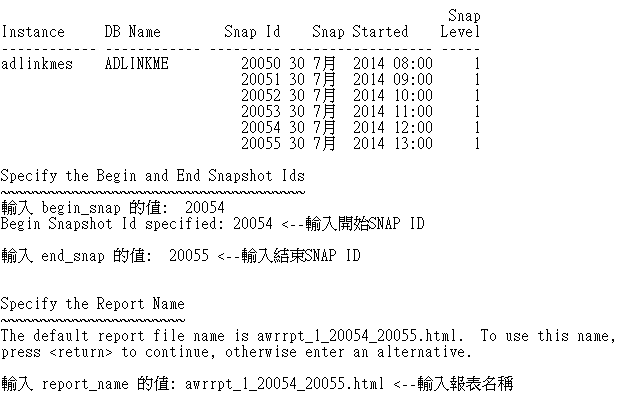 Snap
Instance     DB Name        Snap Id    Snap Started    Level
------------ ------------ --------- ------------------ -----
adlinkmes    ADLINKME         20050 30 7月  2014 08:00     1
20051 30 7月  2014 09:00     1
20052 30 7月  2014 10:00     1
20053 30 7月  2014 11:00     1
20054 30 7月  2014 12:00     1
20055 30 7月  2014 13:00     1
Specify the Begin and End Snapshot Ids
~~~~~~~~~~~~~~~~~~~~~~~~~~~~~~~~~~~~~~
輸入 begin_snap 的值:  20054
Begin Snapshot Id specified: 20054 <--輸入開始SNAP ID
輸入 end_snap 的值:  20055 <--輸入結束SNAP ID
Specify the Report Name
~~~~~~~~~~~~~~~~~~~~~~~
The default report file name is awrrpt_1_20054_20055.html.  To use this name,
press <return> to continue, otherwise enter an alternative.
輸入 report_name 的值: awrrpt_1_20054_20055.html <--輸入報表名稱